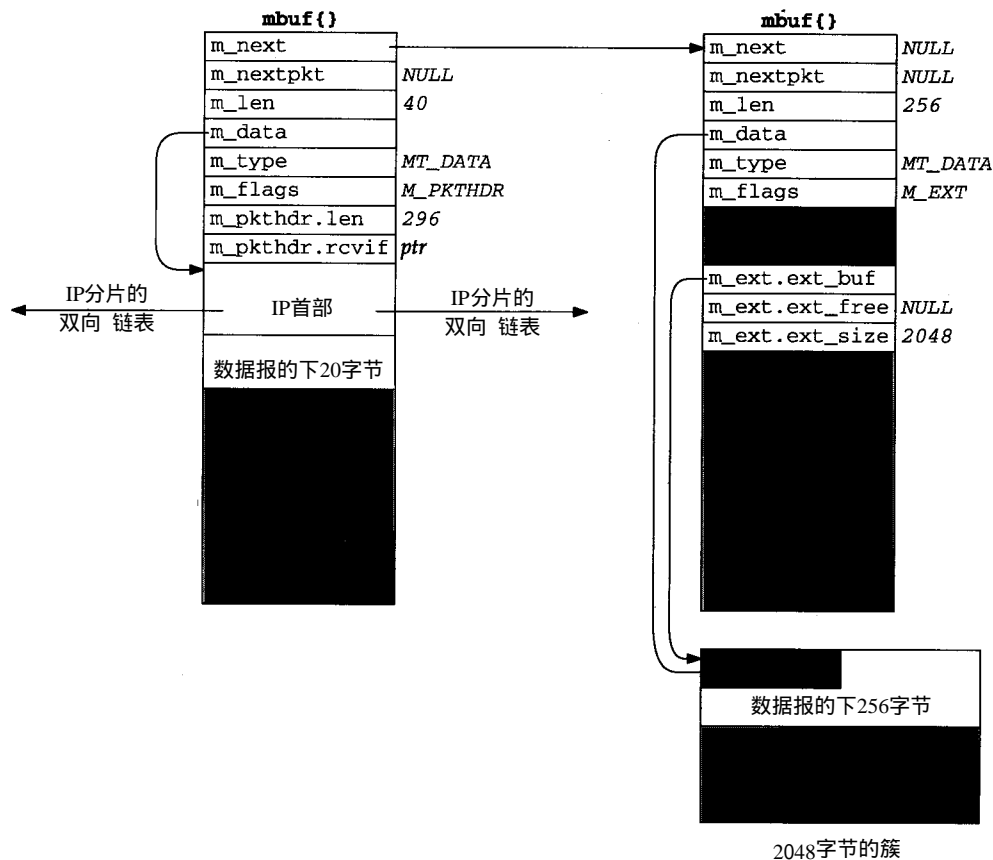 mbuf{}
m_next
m_nextpkt NULL
m_len 40
m_data
m_type MT_DATA
m_flags M_PKTHDR
m_pkthdr.len 296
m_pkthdr.rcvif ptr
IP分片的
双向 链表
IP首部
IP分片的
双向 链表
数据报的下20字节
mbuf{}
m_next NULL
m_nextpkt NULL
m_len 256
m_data
m_type MT_DATA
m_flags M_EXT
m_ext.ext_buf
m_ext.ext_free NULL
m_ext.ext_size 2048
数据报的下256字节
2048字节的簇